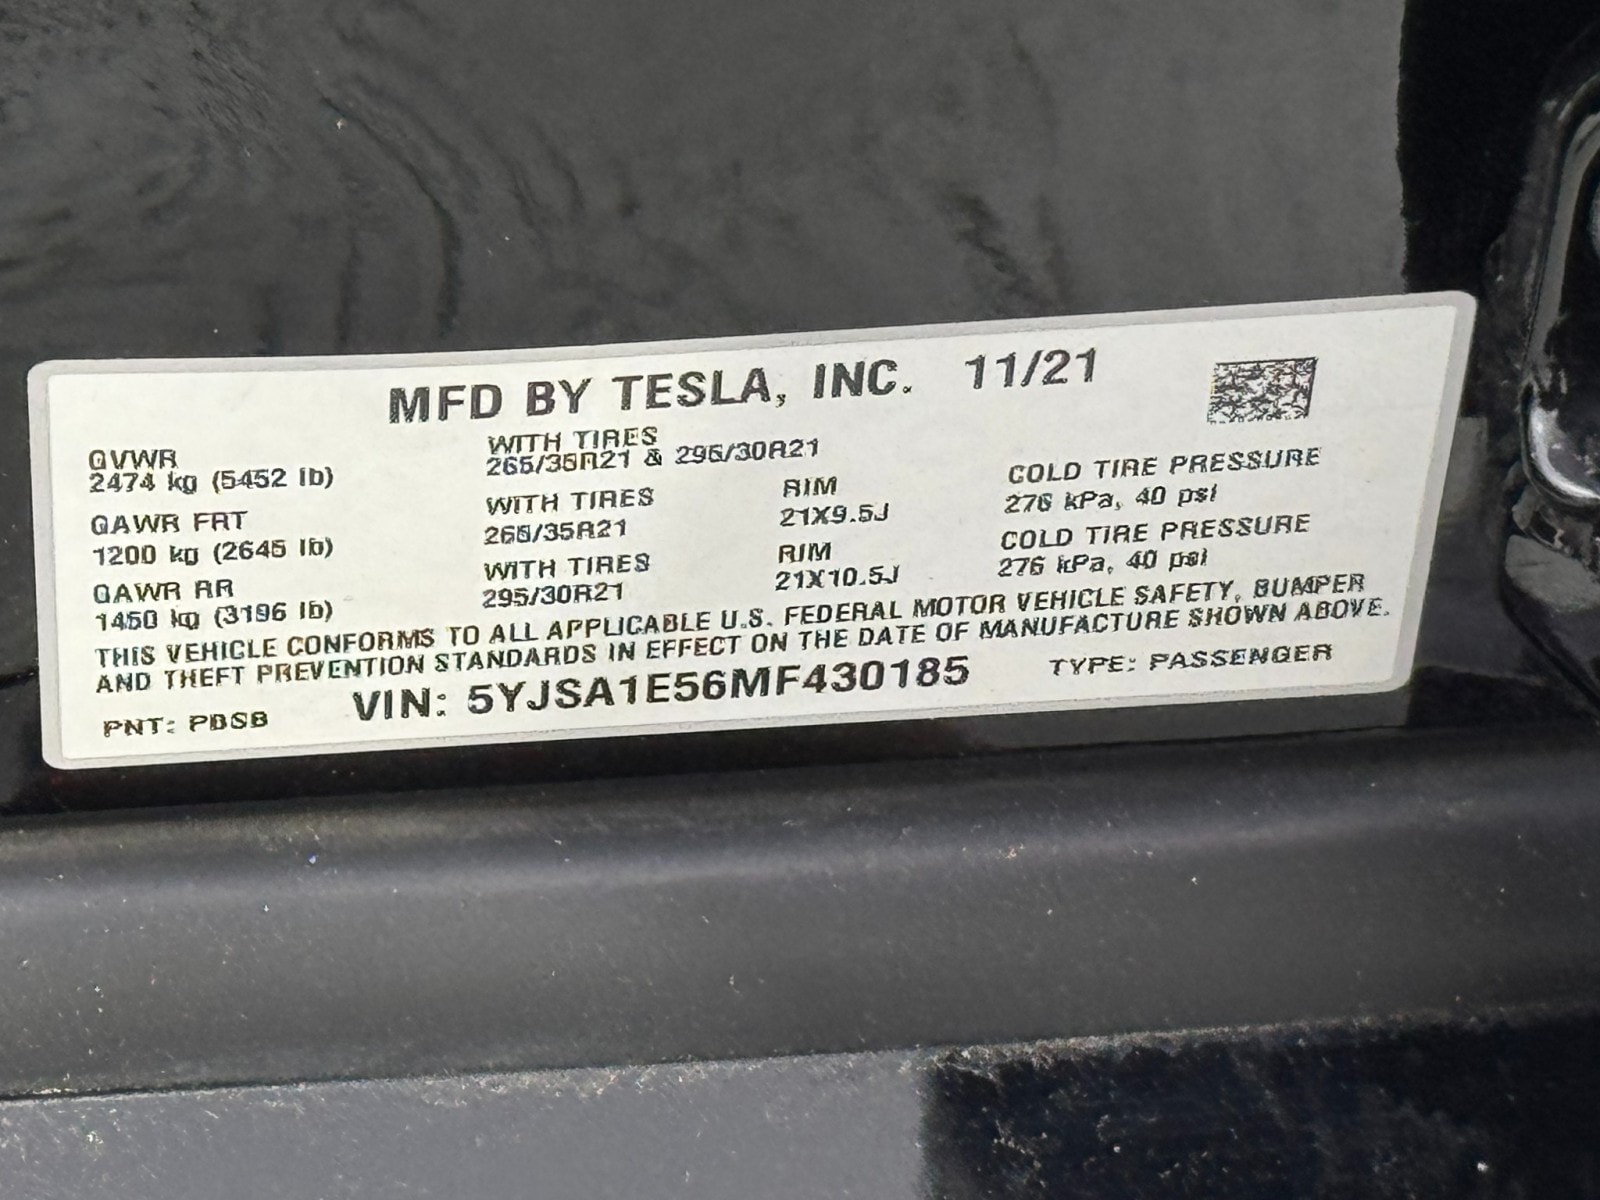 MFD BY TESLA, INC. 11/21
GVWR
2474 kg (5452 lb)
WITH TIRES
265/35R21 & 295/30R21
GAWR FRT
1200 kg (2645 lb)
WITH TIRES
265/35R21
RIM
21X9.5J
COLD TIRE PRESSURE
276 kPa, 40 psi
GAWR RR
1450 kg (3196 lb)
WITH TIRES
295/30R21
RIM
21X10.5J
COLD TIRE PRESSURE
276 kPa, 40 psi
THIS VEHICLE CONFORMS TO ALL APPLICABLE U.S. FEDERAL MOTOR VEHICLE SAFETY, BUMPER
AND THEFT PREVENTION STANDARDS IN EFFECT ON THE DATE OF MANUFACTURE SHOWN ABOVE.
PNT: PBSB VIN: 5YJSA1E56MF430185 TYPE: PASSENGER